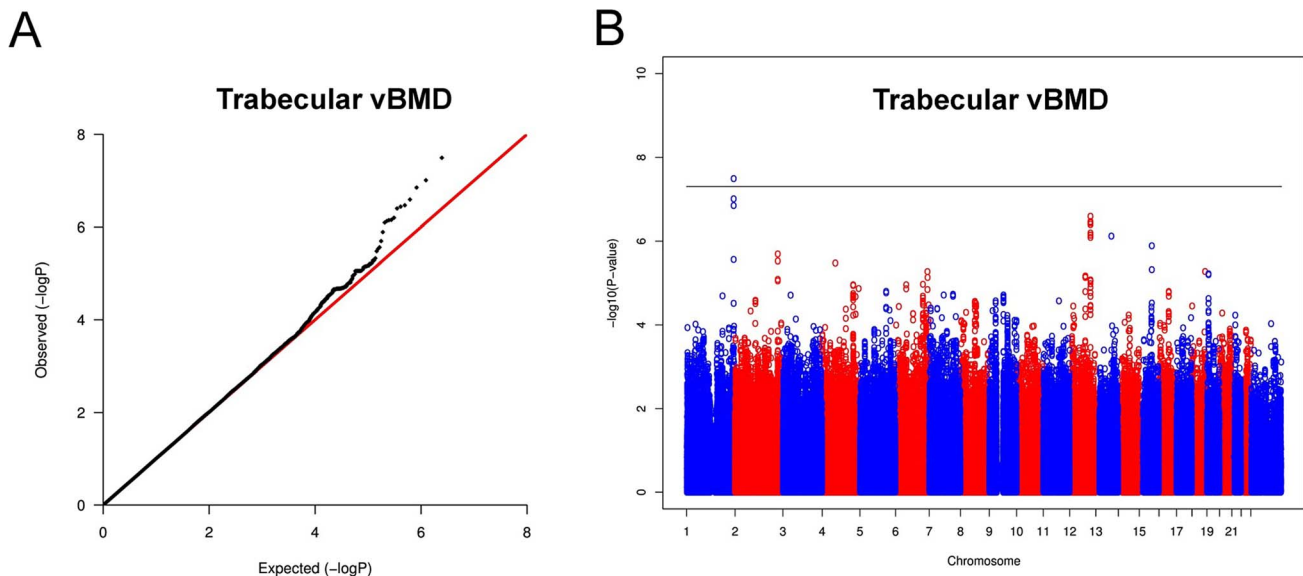 A
Trabecular vBMD
8
6
4
2
0
Observed (−logP)
0 2 4 6 8
Expected (−logP)
B
Trabecular vBMD
10
8
6
4
2
0
−log10(P-value)
1 2 3 4 5 6 7 8 9 10 11 12 13 15 17 19 21
Chromosome